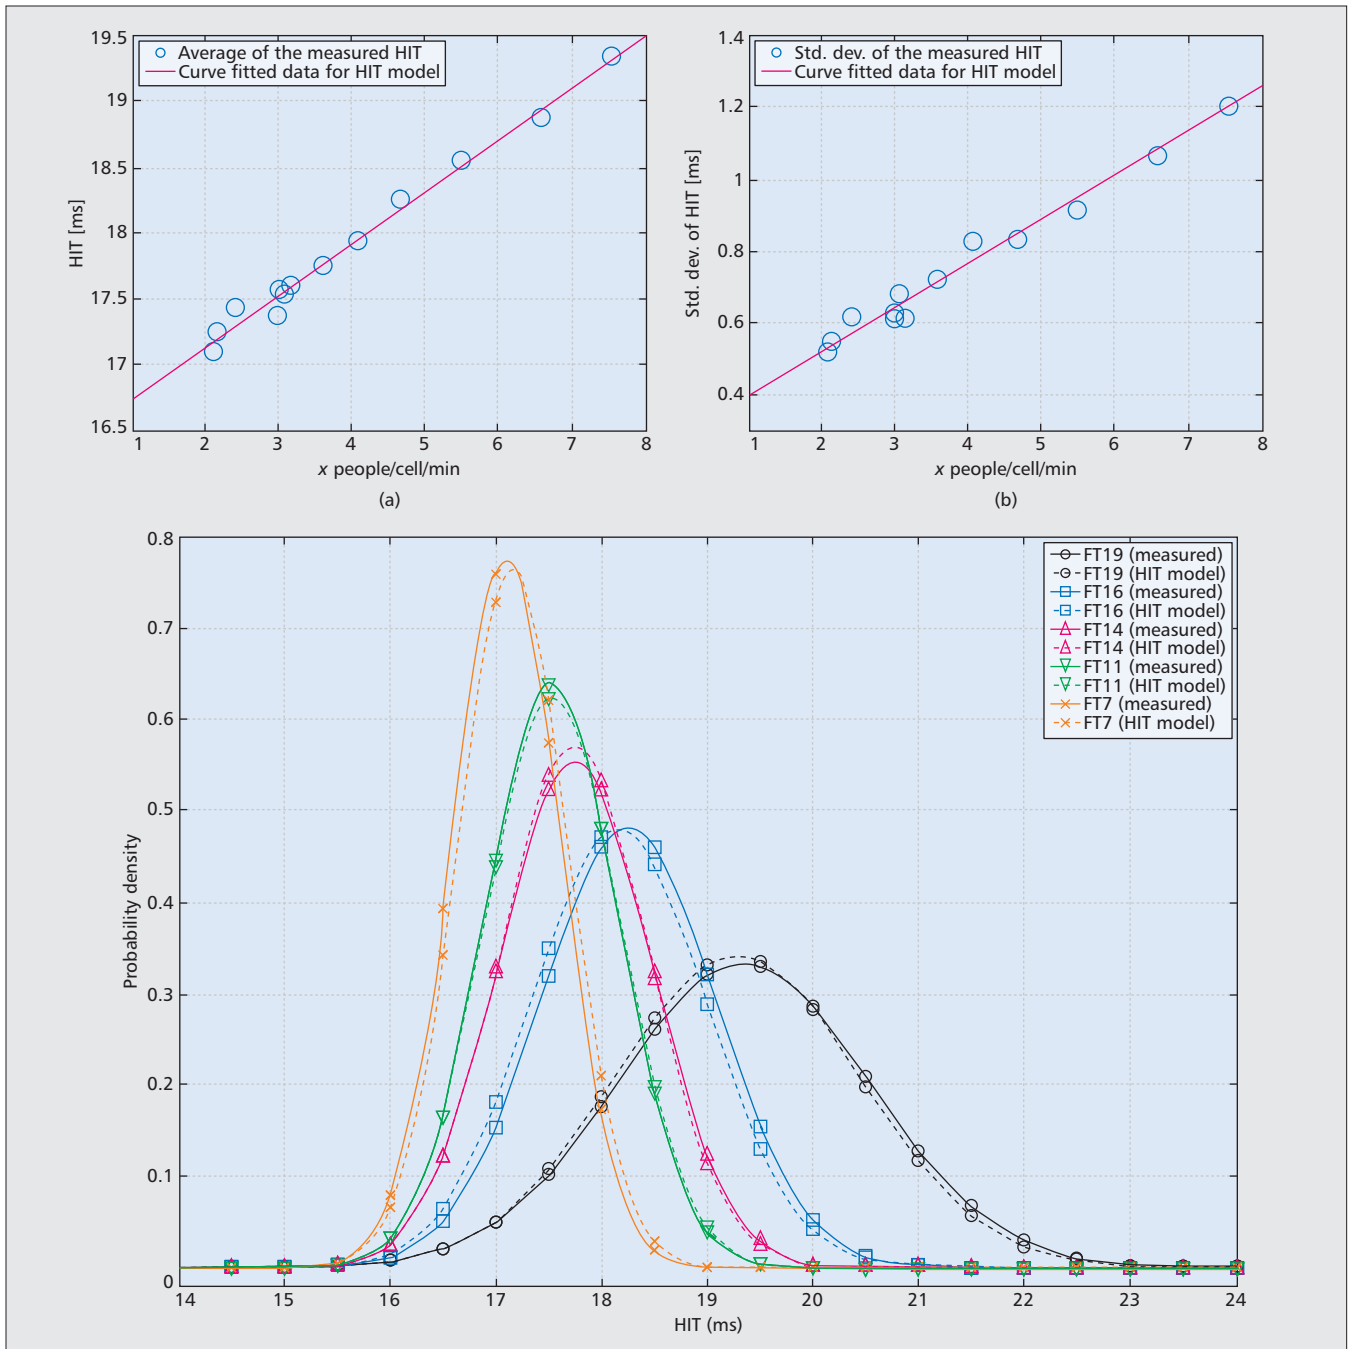 19.5
19
18.5
18
17.5
17
16.5
HIT [ms]
Average of the measured HIT
Curve fitted data for HIT model
1 2 3 4 5 6 7 8
x people/cell/min
(a)
1.4
1.2
1
0.8
0.6
0.4
Std. dev. of HIT [ms]
Std. dev. of the measured HIT
Curve fitted data for HIT model
1 2 3 4 5 6 7 8
x people/cell/min
(b)
0.8
0.7
0.6
0.5
0.4
0.3
0.2
0.1
0
Probability density
FT19 (measured)
FT19 (HIT model)
FT16 (measured)
FT16 (HIT model)
FT14 (measured)
FT14 (HIT model)
FT11 (measured)
FT11 (HIT model)
FT7 (measured)
FT7 (HIT model)
14 15 16 17 18 19 20 21 22 23 24
HIT (ms)